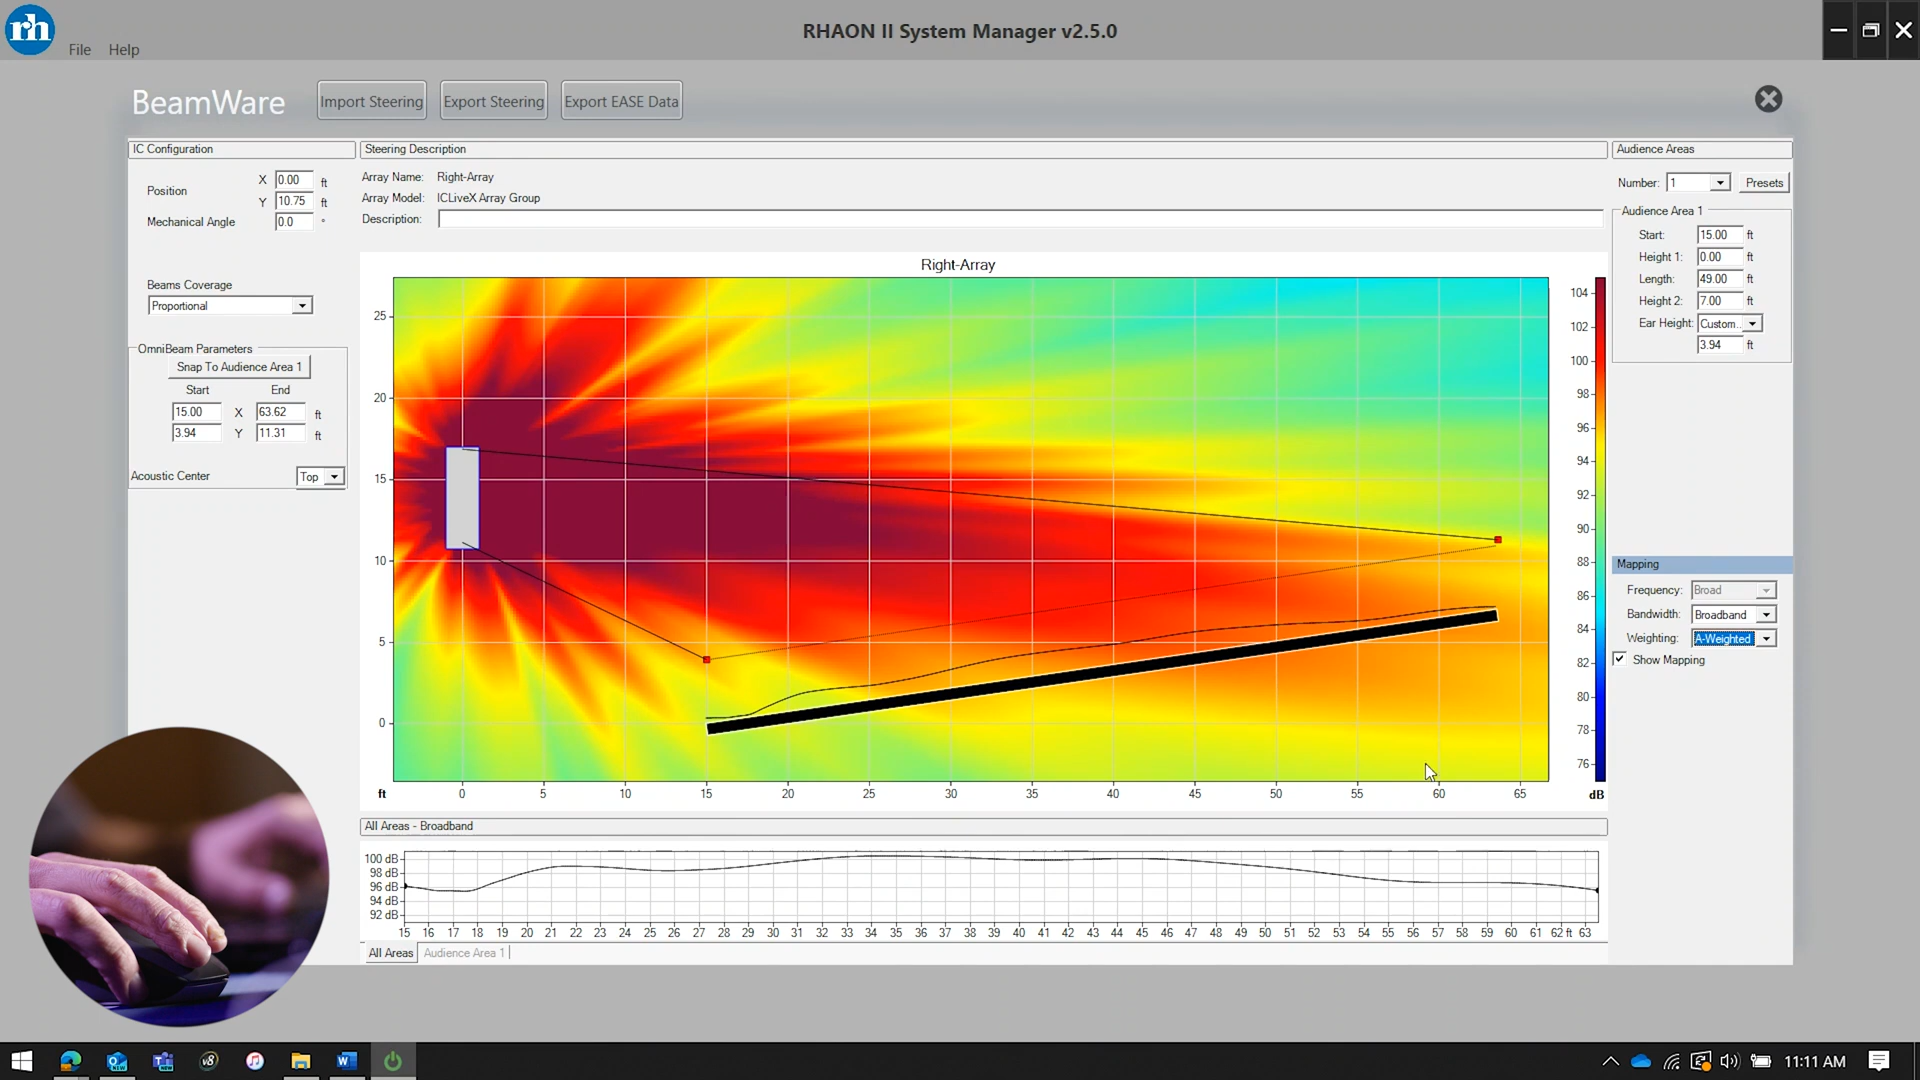 rh
RHAON II System Manager v2.5.0
File Help
BeamWare
Import Steering
Export Steering
Export EASE Data
IC Configuration
Position
X 0.00 ft
Y 10.75 ft
Mechanical Angle 0.0 °
Beams Coverage
Proportional
OmniBeam Parameters
Snap To Audience Area 1
Start End
15.00 X 63.62 ft
3.94 Y 11.31 ft
Acoustic Center Top
Steering Description
Array Name: Right-Array
Array Model: ICLiveX Array Group
Description:
Right-Array
25
20
15
10
5
0
ft 0 5 10 15 20 25 30 35 40 45 50 55 60 65 dB
104
102
100
98
96
94
92
90
88
86
84
82
80
78
76
All Areas - Broadband
100 dB
98 dB
96 dB
94 dB
92 dB
15 16 17 18 19 20 21 22 23 24 25 26 27 28 29 30 31 32 33 34 35 36 37 38 39 40 41 42 43 44 45 46 47 48 49 50 51 52 53 54 55 56 57 58 59 60 61 62 ft 63
All Areas Audience Area 1
Audience Areas
Number: 1 Presets
Audience Area 1
Start: 15.00 ft
Height 1: 0.00 ft
Length: 49.00 ft
Height 2: 7.00 ft
Ear Height: Custom..
3.94 ft
Mapping
Frequency: Broad
Bandwidth: Broadband
Weighting: A-Weighted
Show Mapping
NEW
NEW
v8
W
11:11 AM